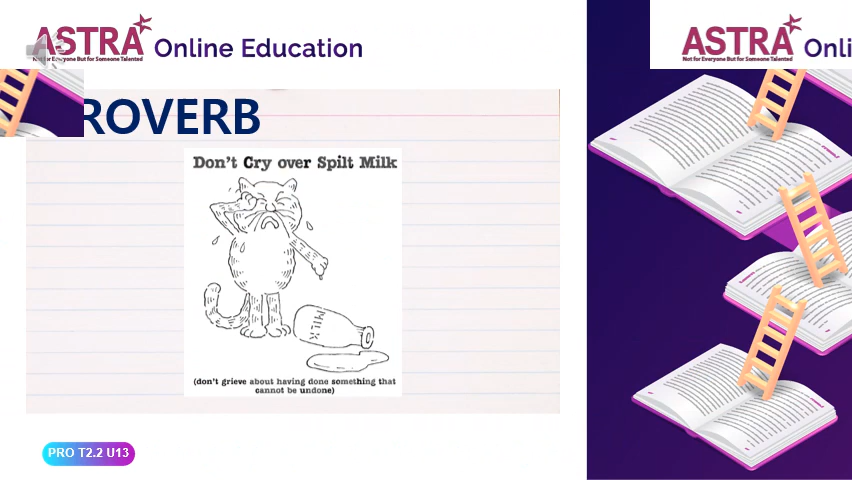 ASTRA
Not for Everyone But for Someone Talented
Online Education
ASTRA
Not for Everyone But for Someone Talented
Onli
ROVERB
Don't Cry over Spilt Milk
MILK
(don't grieve about having done something that
cannot be undone)
PRO T2.2 U13